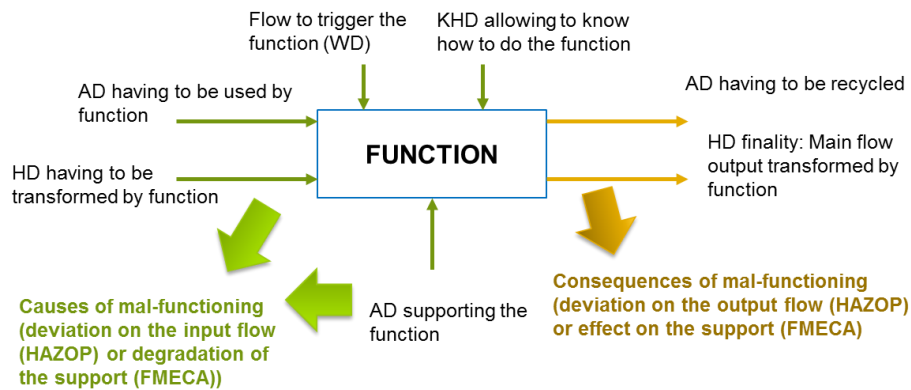 Flow to trigger the
function (WD)
KHD allowing to know
how to do the function
AD having to be used by
function
AD having to be recycled
FUNCTION
HD having to be
transformed by function
HD finality: Main flow
output transformed by
function
Causes of mal-functioning
(deviation on the input flow
(HAZOP) or degradation of
the support (FMECA))
AD supporting the
function
Consequences of mal-functioning
(deviation on the output flow (HAZOP)
or effect on the support (FMECA)